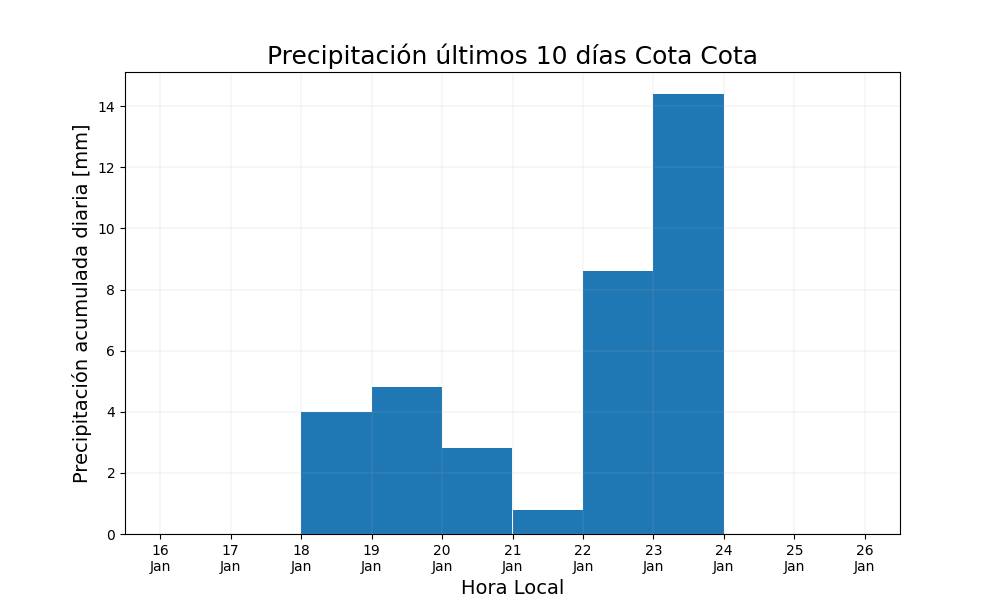 Precipitación últimos 10 días Cota Cota
Precipitación acumulada diaria [mm]
14
12
10
8
6
4
2
0
16 17 18 19 20 21 22 23 24 25 26
Jan Jan Jan Jan Jan Jan Jan Jan Jan Jan Jan
Hora Local